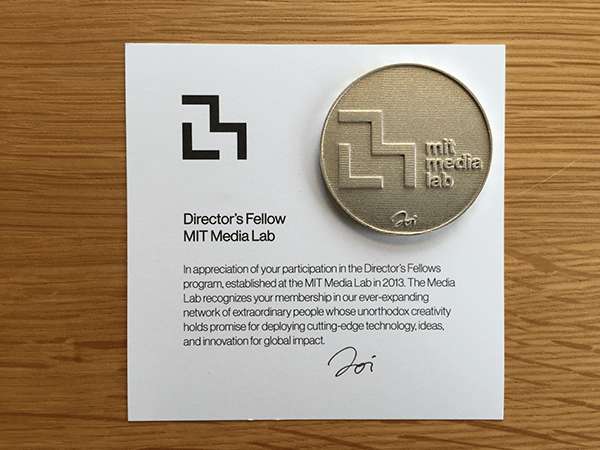 mit
media
lab
Joi
Director's Fellow
MIT Media Lab
In appreciation of your participation in the Director's Fellows
program, established at the MIT Media Lab in 2013. The Media
Lab recognizes your membership in our ever-expanding
network of extraordinary people whose unorthodox creativity
holds promise for deploying cutting-edge technology, ideas,
and innovation for global impact.
Joi